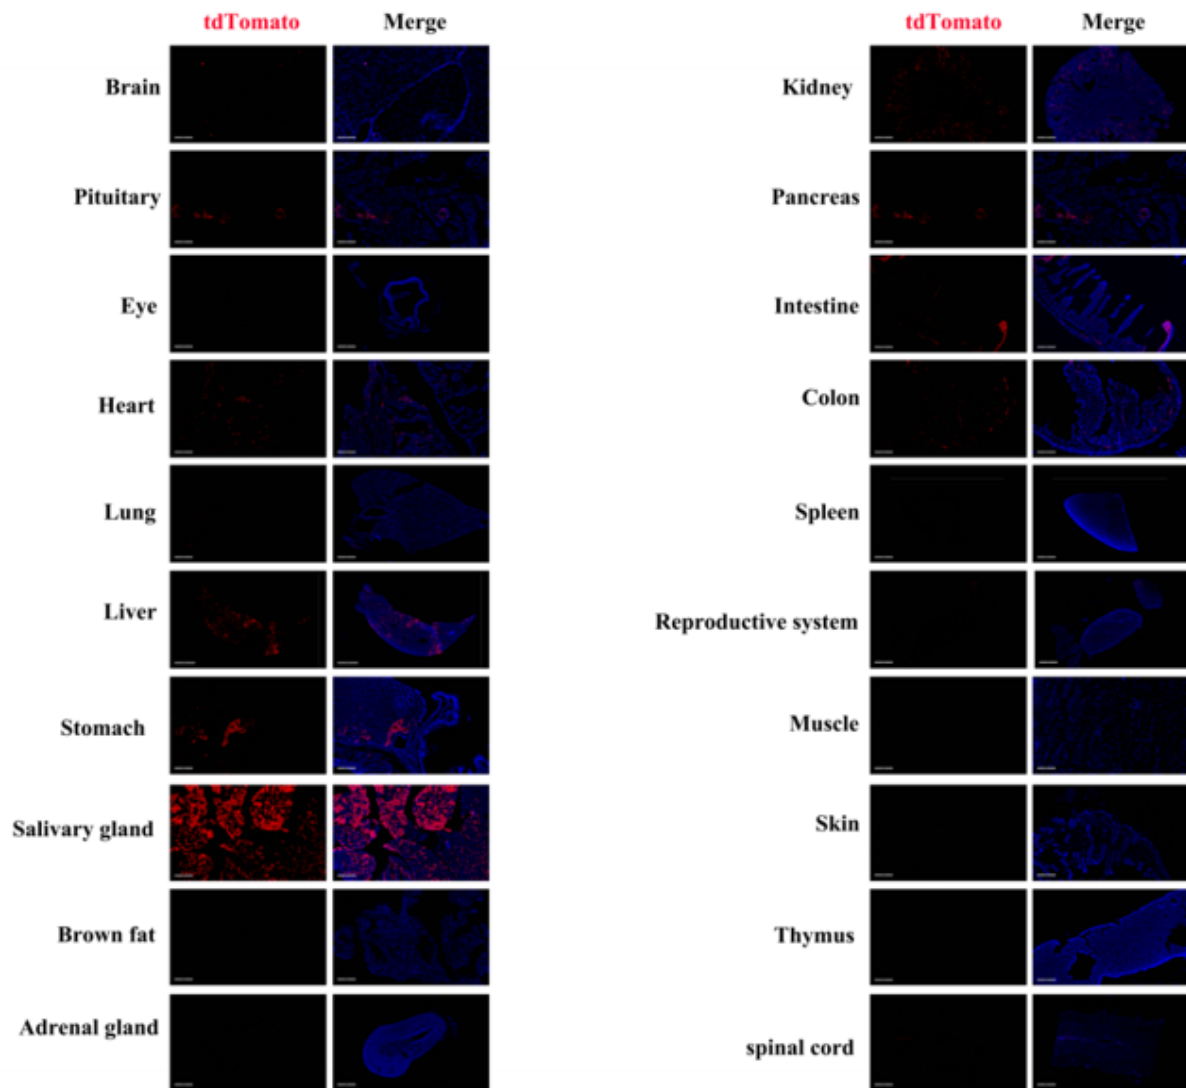 tdTomato Merge tdTomato Merge
Brain Kidney
Pituitary Pancreas
Eye Intestine
Heart Colon
Lung Spleen
Liver Reproductive system
Stomach Muscle
Salivary gland Skin
Brown fat Thymus
Adrenal gland spinal cord